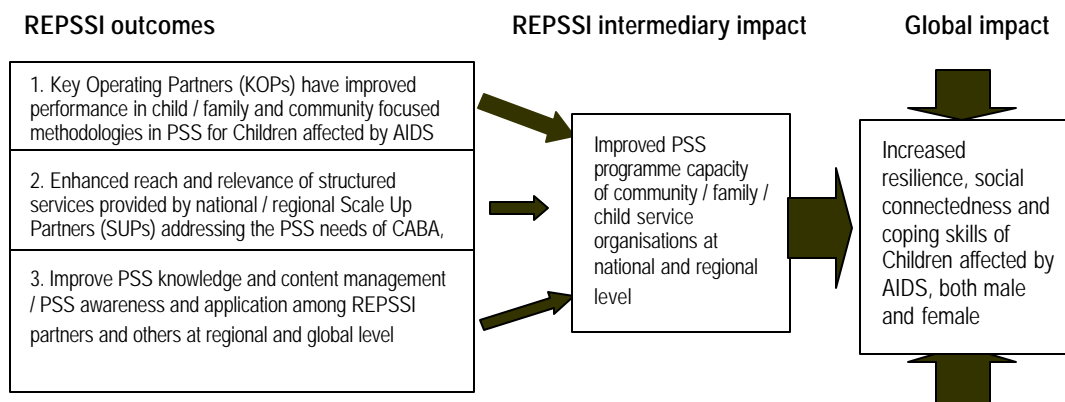 REPSSI outcomes
REPSSI intermediary impact
Global impact
1. Key Operating Partners (KOPs) have improved
performance in child / family and community focused
methodologies in PSS for Children affected by AIDS
2. Enhanced reach and relevance of structured
services provided by national / regional Scale Up
Partners (SUPs) addressing the PSS needs of CABA,
3. Improve PSS knowledge and content management
/ PSS awareness and application among REPSSI
partners and others at regional and global level
Improved PSS
programme capacity
of community / family /
child service
organisations at
national and regional
level
Increased
resilience, social
connectedness and
coping skills of
Children affected by
AIDS, both male
and female